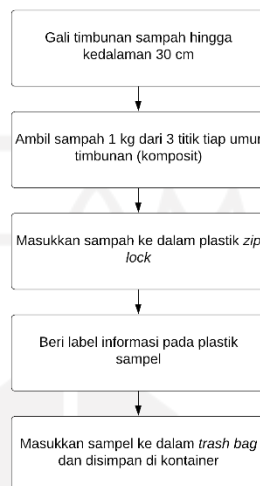 Gali timbunan sampah hingga
kedalaman 30 cm
Ambil sampah 1 kg dari 3 titik tiap umur
timbunan (komposit)
Masukkan sampah ke dalam plastik zip
lock
Beri label informasi pada plastik
sampel
Masukkan sampel ke dalam trash bag
dan disimpan di kontainer